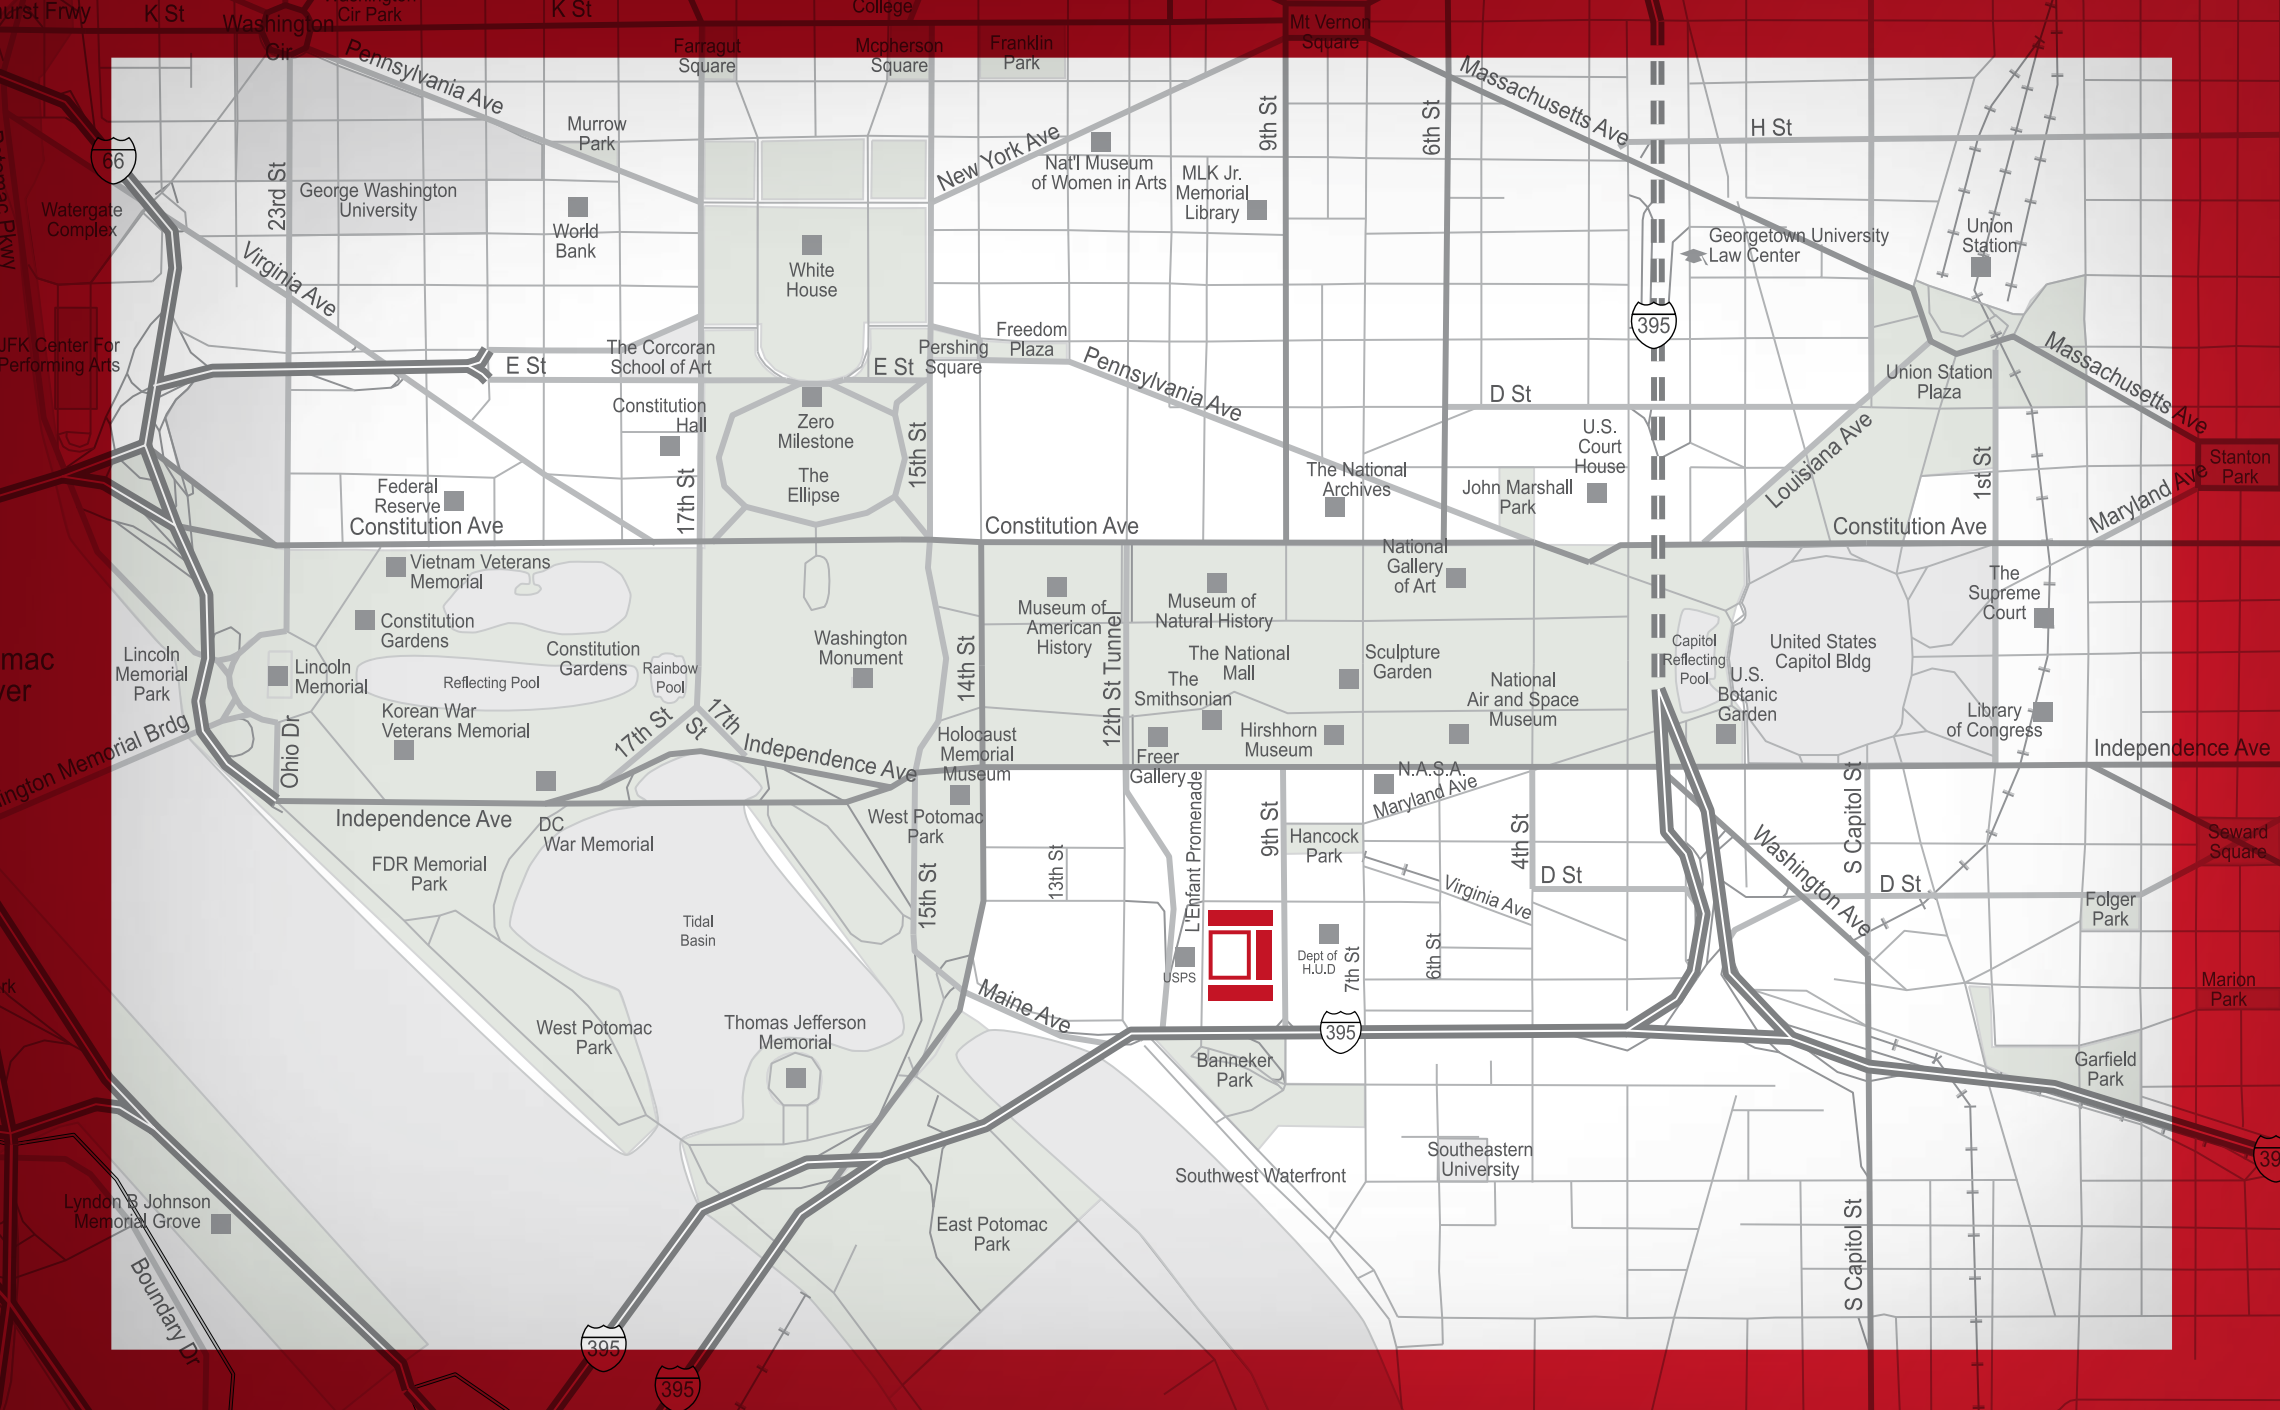 K St
Washington
Cir
Cir Park
K St
College
Farragut
Square
Mcpherson
Square
Franklin
Park
Mt Vernon
Square
Pennsylvania Ave
Massachusetts Ave
66
Murrow
Park
New York Ave
Nat'l Museum
of Women in Arts
9th St
6th St
H St
MLK Jr.
Memorial
Library
23rd St
George Washington
University
Watergate
Complex
World
Bank
Union
Station
Georgetown University
Law Center
Virginia Ave
White
House
395
JFK Center For
Performing Arts
E St
The Corcoran
School of Art
E St
Pershing
Square
Freedom
Plaza
Pennsylvania Ave
Union Station
Plaza
Massachusetts Ave
D St
Constitution
Hall
Zero
Milestone
The
Ellipse
15th St
17th St
U.S.
Court
House
Louisiana Ave
1st St
Stanton
Park
Maryland Ave
Federal
Reserve
The National
Archives
John Marshall
Park
Constitution Ave
Constitution Ave
Constitution Ave
Vietnam Veterans
Memorial
National
Gallery
of Art
Museum of
American
History
Museum of
Natural History
The
Supreme
Court
Constitution
Gardens
Constitution
Gardens
Rainbow
Pool
Washington
Monument
14th St
12th St Tunnel
The National
Mall
Sculpture
Garden
Capitol
Reflecting
Pool
United States
Capitol Bldg
Lincoln
Memorial
Park
Lincoln
Memorial
Reflecting Pool
The
Smithsonian
National
Air and Space
Museum
U.S.
Botanic
Garden
Library
of Congress
Korean War
Veterans Memorial
17th St
17th
St
Independence Ave
Holocaust
Memorial
Museum
Freer
Gallery
Hirshhorn
Museum
Independence Ave
Ohio Dr
N.A.S.A.
Maryland Ave
S Capitol St
Independence Ave
DC
War Memorial
West Potomac
Park
L'Enfant Promenade
9th St
Hancock
Park
4th St
Washington Ave
Seward
Square
FDR Memorial
Park
13th St
15th St
Virginia Ave
D St
D St
Folger
Park
Tidal
Basin
USPS
Dept of
H.U.D
7th St
6th St
Marion
Park
Maine Ave
West Potomac
Park
Thomas Jefferson
Memorial
395
Banneker
Park
Garfield
Park
Southeastern
University
Southwest Waterfront
Lyndon B Johnson
Memorial Grove
East Potomac
Park
S Capitol St
Boundary Dr
395
395